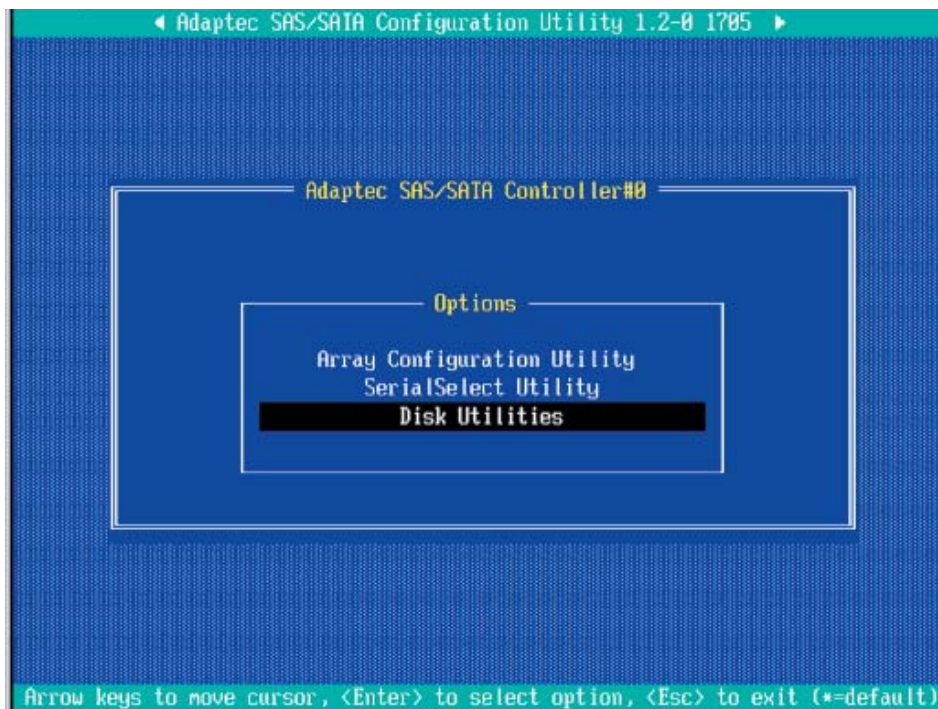 Adaptec SAS/SATA Configuration Utility 1.2-0 1705
Adaptec SAS/SATA Controller#0
Options
Array Configuration Utility
SerialSelect Utility
Disk Utilities
Arrow keys to move cursor, <Enter> to select option, <Esc> to exit (*=default)